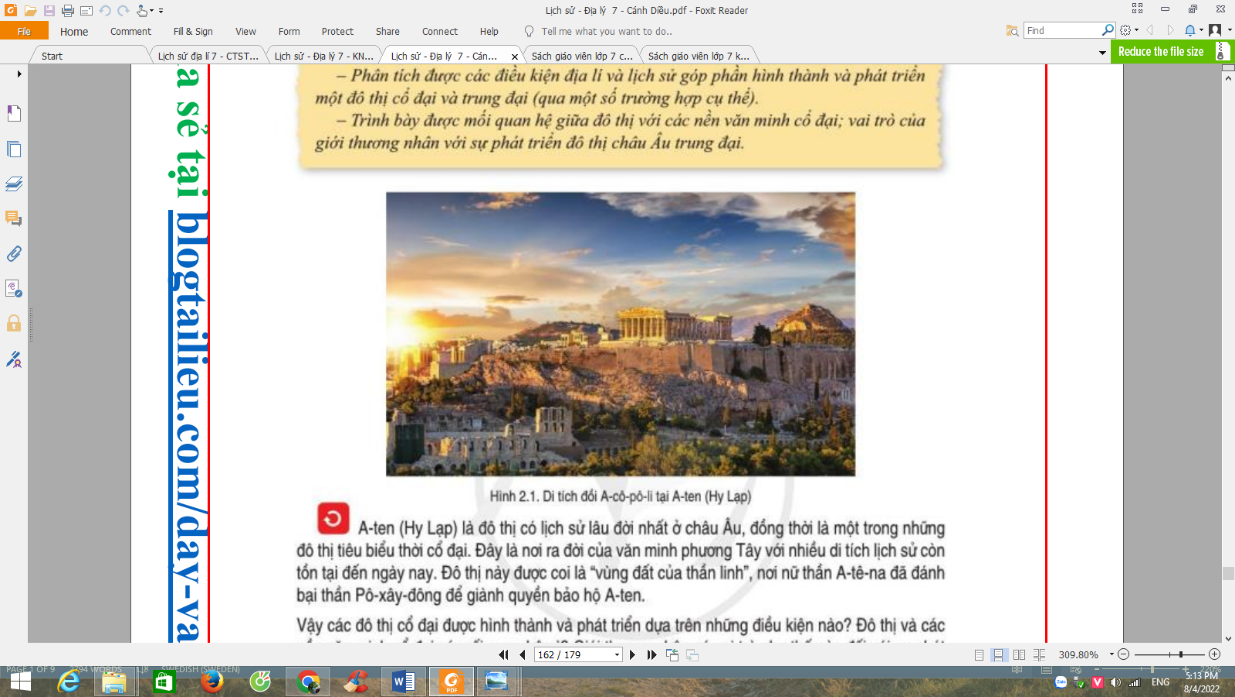 Lịch sử - Địa lý  7 - Cánh Diều.pdf - Foxit Reader
File Home Comment Fill & Sign View Form Protect Share Connect Help Tell me what you want to do.. Find
Start Lịch sử địa lí 7 - CTST... Lịch sử - Địa lý  7 - KN... Lịch sử - Địa lý  7 - Cán... Sách giáo viên lớp 7 c... Sách giáo viên lớp 7 k... Reduce the file size
– Phân tích được các điều kiện địa lí và lịch sử góp phần hình thành và phát triển
một đô thị cổ đại và trung đại (qua một số trường hợp cụ thể).
– Trình bày được mối quan hệ giữa đô thị với các nền văn minh cổ đại; vai trò của
giới thương nhân với sự phát triển đô thị châu Âu trung đại.
a sẻ tại blogtailieu.com/day-va
Hình 2.1. Di tích đồi A-cô-pô-li tại A-ten (Hy Lạp)
A-ten (Hy Lạp) là đô thị có lịch sử lâu đời nhất ở châu Âu, đồng thời là một trong những
đô thị tiêu biểu thời cổ đại. Đây là nơi ra đời của văn minh phương Tây với nhiều di tích lịch sử còn
tồn tại đến ngày nay. Đô thị này được coi là “vùng đất của thần linh”, nơi nữ thần A-tê-na đã đánh
bại thần Pô-xây-đông để giành quyền bảo hộ A-ten.
Vậy các đô thị cổ đại được hình thành và phát triển dựa trên những điều kiện nào? Đô thị và các
162 / 179 309.80%
PAGE 1 OF 9 SWEDISH (SWEDEN)
ENG
5:13 PM
8/4/2022